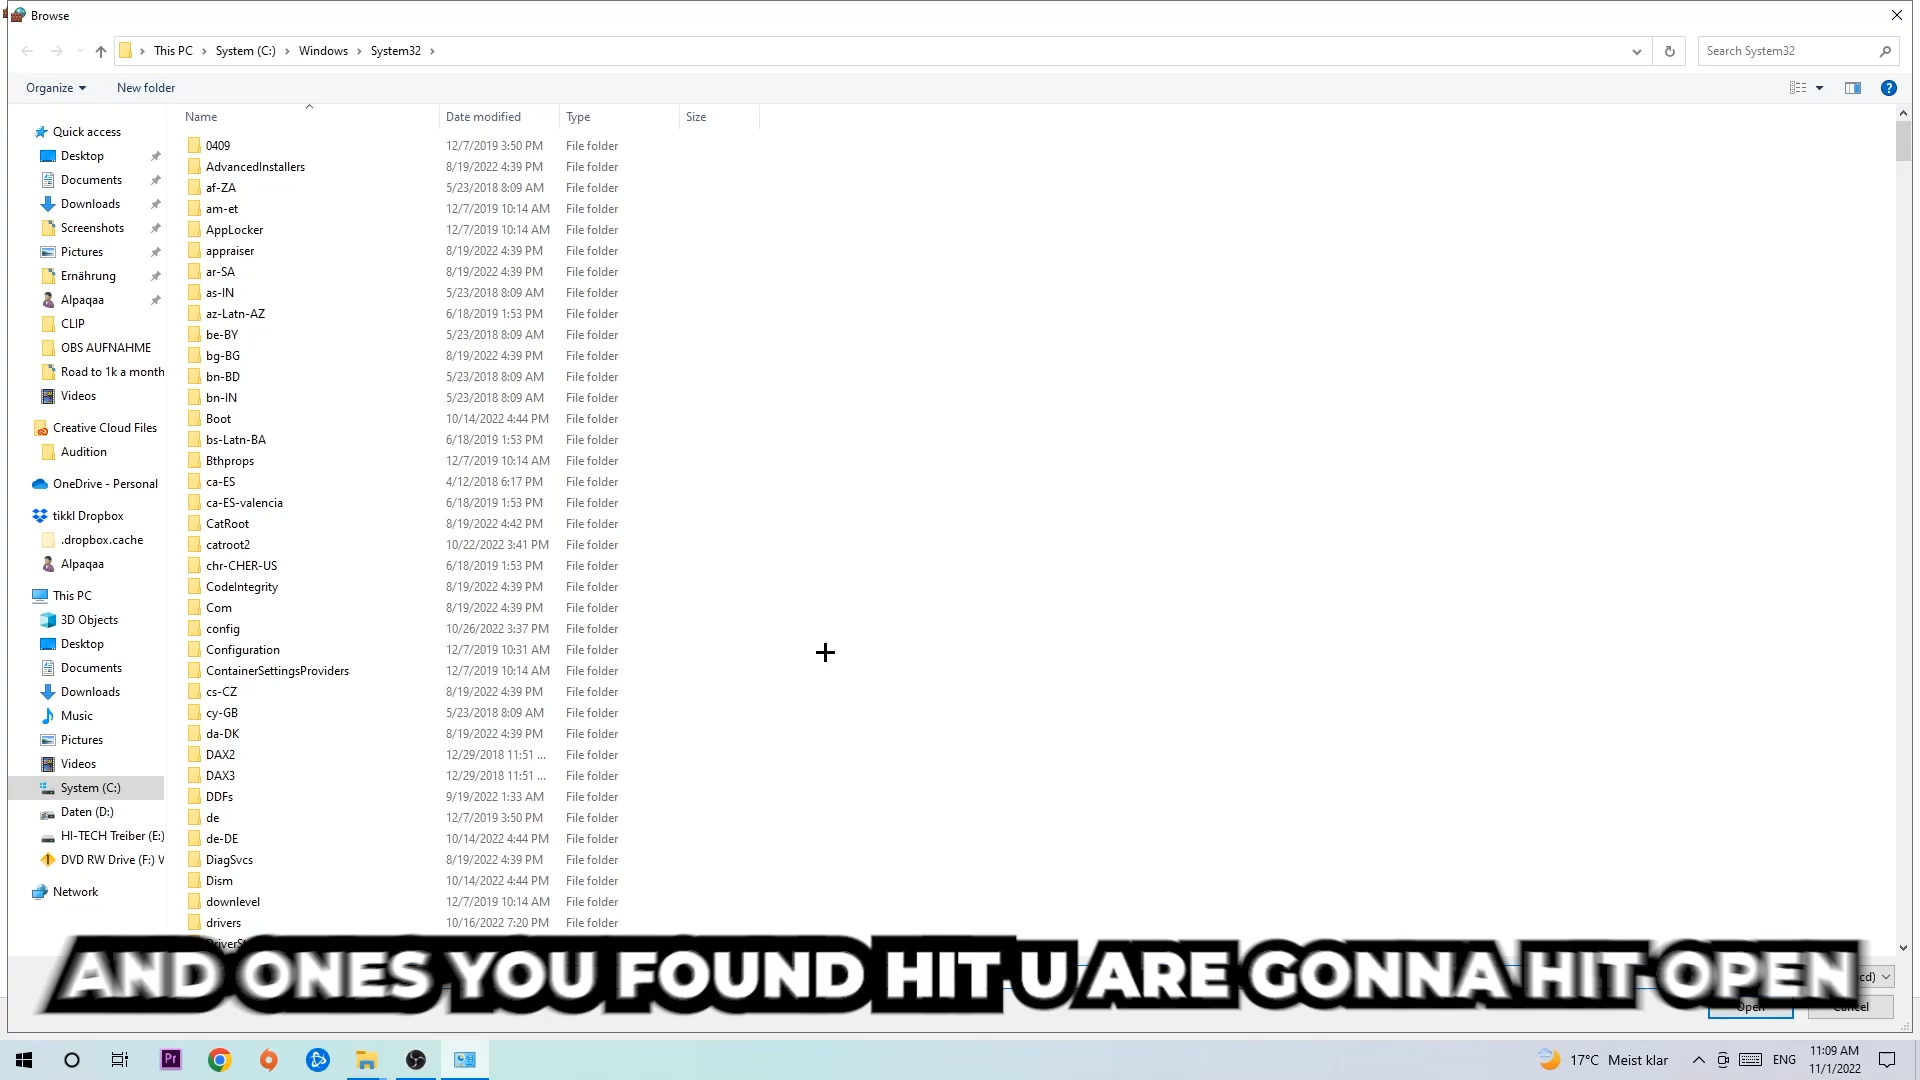 Browse
This PC > System (C:) > Windows > System32 >
Search System32
Organize
New folder
Name
Date modified
Type
Size
Quick access
Desktop
Documents
Downloads
Screenshots
Pictures
Ernährung
Alpaqaa
CLIP
OBS AUFNAHME
Road to 1k a month
Videos
Creative Cloud Files
Audition
OneDrive - Personal
tikkl Dropbox
.dropbox.cache
Alpaqaa
This PC
3D Objects
Desktop
Documents
Downloads
Music
Pictures
Videos
System (C:)
Daten (D:)
HI-TECH Treiber (E:)
DVD RW Drive (F:) V
Network
0409 12/7/2019 3:50 PM File folder
AdvancedInstallers 8/19/2022 4:39 PM File folder
af-ZA 5/23/2018 8:09 AM File folder
am-et 12/7/2019 10:14 AM File folder
AppLocker 12/7/2019 10:14 AM File folder
appraiser 8/19/2022 4:39 PM File folder
ar-SA 8/19/2022 4:39 PM File folder
as-IN 5/23/2018 8:09 AM File folder
az-Latn-AZ 6/18/2019 1:53 PM File folder
be-BY 5/23/2018 8:09 AM File folder
bg-BG 8/19/2022 4:39 PM File folder
bn-BD 5/23/2018 8:09 AM File folder
bn-IN 5/23/2018 8:09 AM File folder
Boot 10/14/2022 4:44 PM File folder
bs-Latn-BA 6/18/2019 1:53 PM File folder
Bthprops 12/7/2019 10:14 AM File folder
ca-ES 4/12/2018 6:17 PM File folder
ca-ES-valencia 6/18/2019 1:53 PM File folder
CatRoot 8/19/2022 4:42 PM File folder
catroot2 10/22/2022 3:41 PM File folder
chr-CHER-US 6/18/2019 1:53 PM File folder
CodeIntegrity 8/19/2022 4:39 PM File folder
Com 8/19/2022 4:39 PM File folder
config 10/26/2022 3:37 PM File folder
Configuration 12/7/2019 10:31 AM File folder
ContainerSettingsProviders 12/7/2019 10:14 AM File folder
cs-CZ 8/19/2022 4:39 PM File folder
cy-GB 5/23/2018 8:09 AM File folder
da-DK 8/19/2022 4:39 PM File folder
DAX2 12/29/2018 11:51 ... File folder
DAX3 12/29/2018 11:51 ... File folder
DDFs 9/19/2022 1:33 AM File folder
de 12/7/2019 3:50 PM File folder
de-DE 10/14/2022 4:44 PM File folder
DiagSvcs 8/19/2022 4:39 PM File folder
Dism 10/14/2022 4:44 PM File folder
downlevel 12/7/2019 10:14 AM File folder
drivers 10/16/2022 7:20 PM File folder
AND ONES YOU FOUND HIT U ARE GONNA HIT OPEN
Open
Cancel
Pr
17°C Meist klar
ENG
11:09 AM
11/1/2022